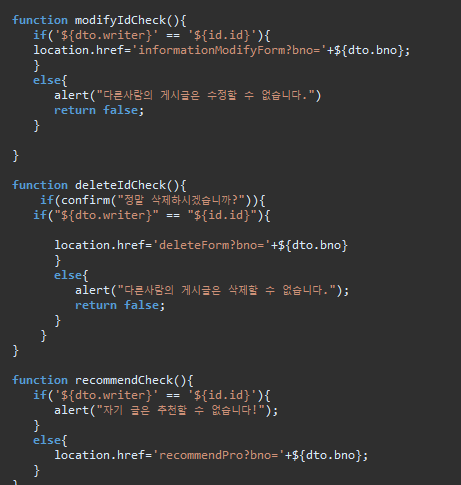 function modifyIdCheck(){
if('${dto.writer}' == '${id.id}'){
location.href='informationModifyForm?bno='+${dto.bno};
}
else{
alert("다른사람의 게시글은 수정할 수 없습니다.")
return false;
}
}
function deleteIdCheck(){
if(confirm("정말 삭제하시겠습니까?")){
if("${dto.writer}" == "${id.id}"){
location.href='deleteForm?bno='+${dto.bno}
}
else{
alert("다른사람의 게시글은 삭제할 수 없습니다.");
return false;
}
}
}
function recommendCheck(){
if('${dto.writer}' == '${id.id}'){
alert("자기 글은 추천할 수 없습니다!");
}
else{
location.href='recommendPro?bno='+${dto.bno};
}